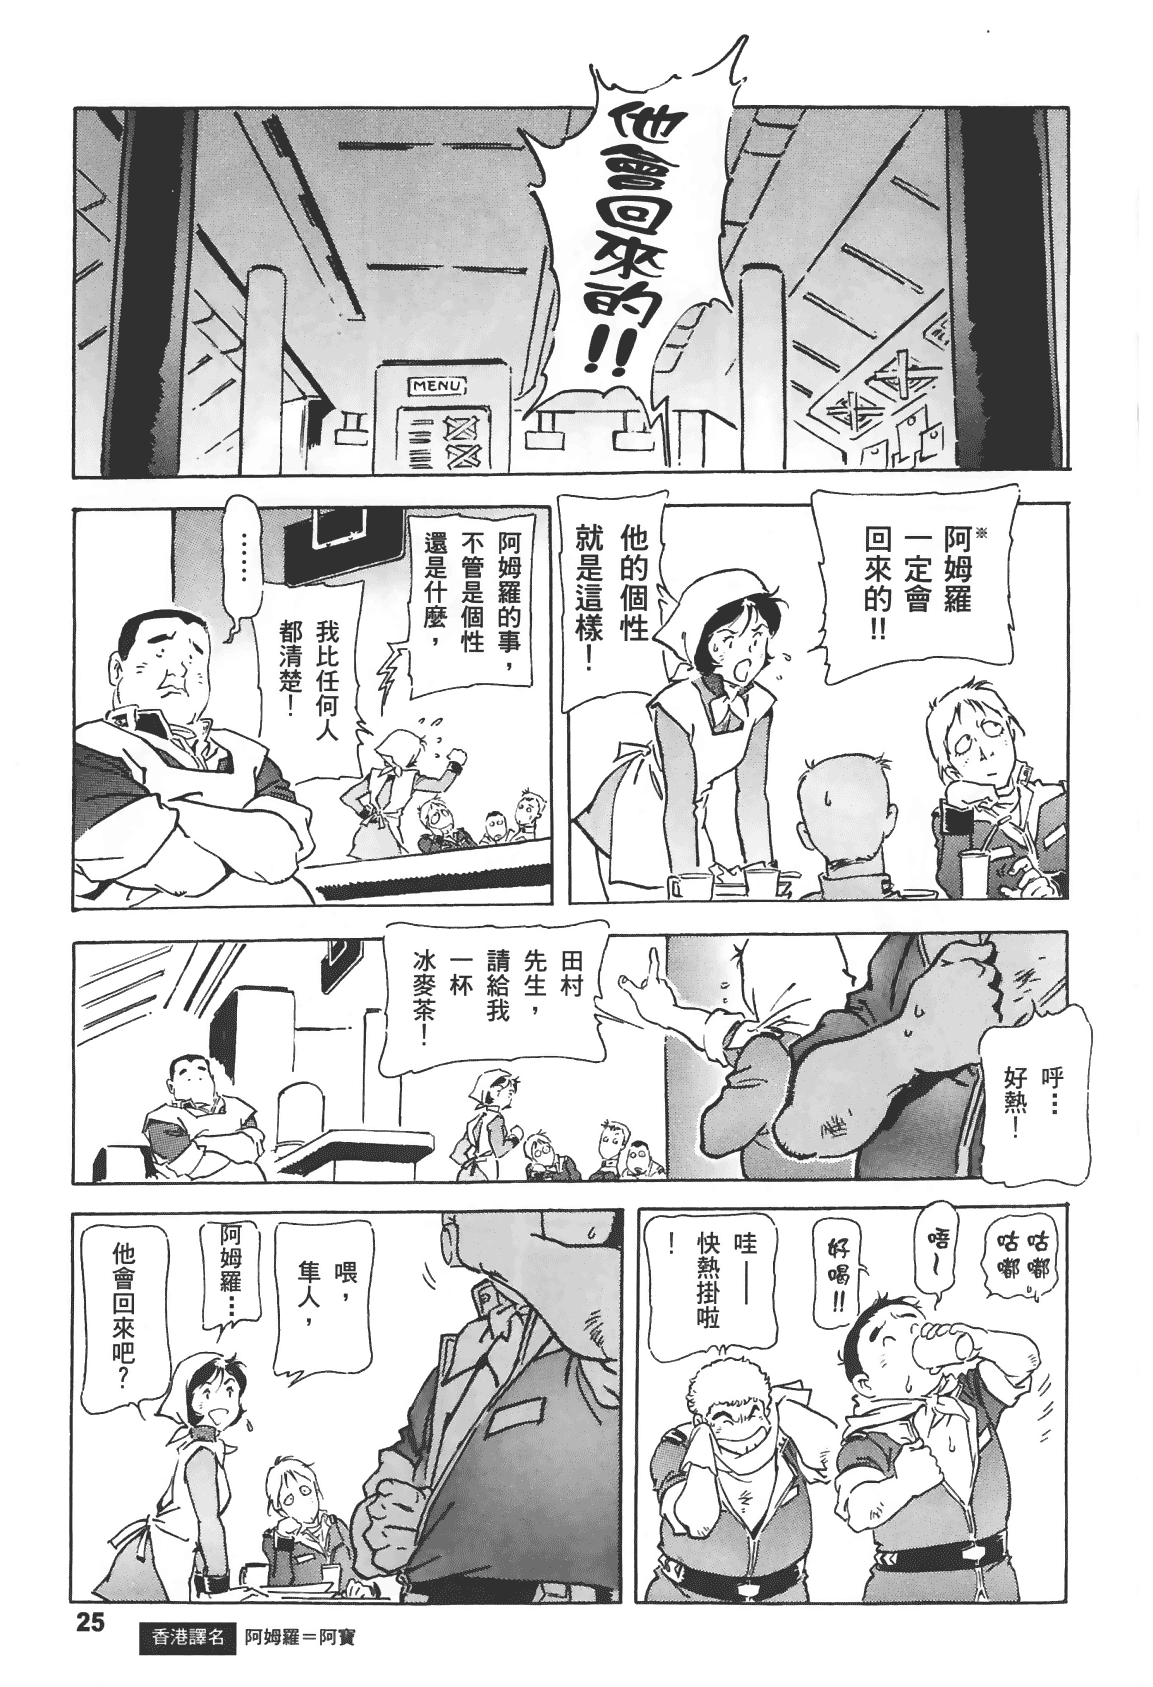 他會回來的!!
MENU
※
阿姆羅
一定會
回來的!!
他的個性
就是這樣！
阿姆羅的事，
不管是個性
還是什麼，
我比任何人
都清楚！
……
呼…
好熱！
田村
先生，
請給我
一杯
冰麥茶！
咕嘟
咕嘟
唔～
好喝!!
哇——
快熱掛啦
！
喂，
隼人，
阿姆羅…
他會回來吧？
25
香港譯名
阿姆羅＝阿寶